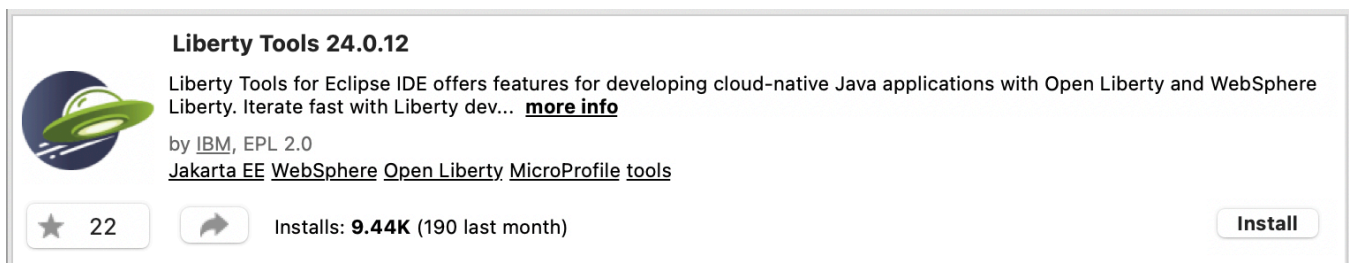 Liberty Tools 24.0.12
Liberty Tools for Eclipse IDE offers features for developing cloud-native Java applications with Open Liberty and WebSphere
Liberty. Iterate fast with Liberty dev... more info
by IBM, EPL 2.0
Jakarta EE WebSphere Open Liberty MicroProfile tools
22 Installs: 9.44K (190 last month) Install